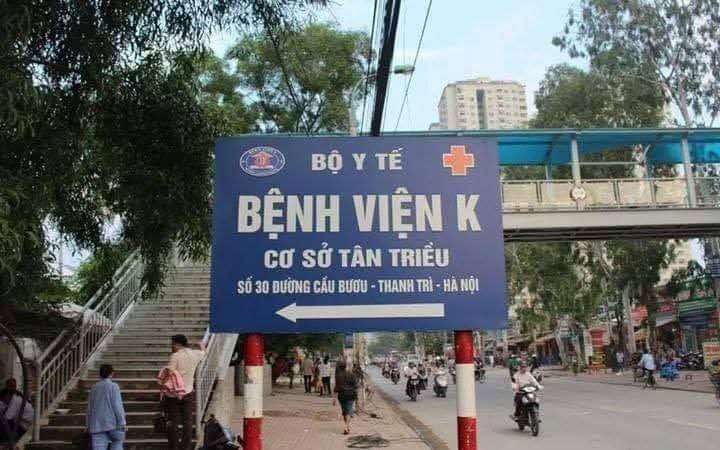 BỘ Y TẾ
BỆNH VIỆN K
CƠ SỞ TÂN TRIỀU
SỐ 30 ĐƯỜNG CẦU BƯƠU - THANH TRÌ - HÀ NỘI